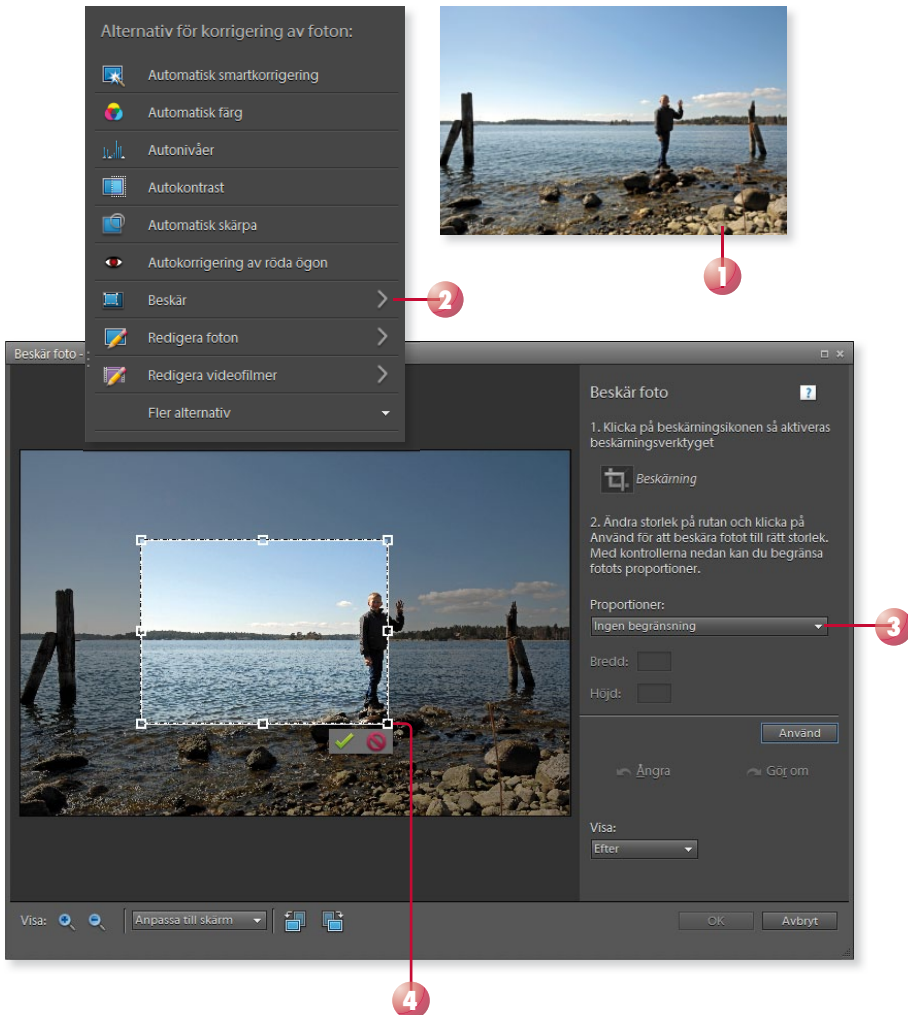 Alternativ för korrigering av foton:
Automatisk smartkorrigering
Automatisk färg
Autonivåer
Autokontrast
Automatisk skärpa
Autokorrigering av röda ögon
Beskär
Redigera foton
Redigera videofilmer
Fler alternativ
1
2
Beskär foto -
Beskär foto
?
1. Klicka på beskärningsikonen så aktiveras
beskärningsverktyget
Beskärning
2. Ändra storlek på rutan och klicka på
Använd för att beskära fotot till rätt storlek.
Med kontrollerna nedan kan du begränsa
fotots proportioner.
Proportioner:
Ingen begränsning
3
Bredd:
Höjd:
Använd
Ångra
Gör om
Visa:
Efter
Visa:
Anpassa till skärm
OK
Avbryt
4